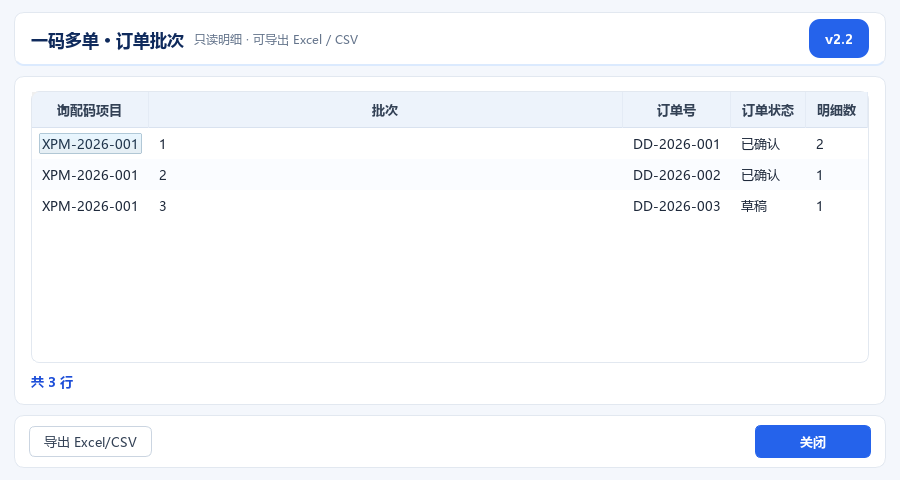 一码多单·订单批次 只读明细 · 可导出 Excel / CSV v2.2
询配码项目 批次 订单号 订单状态 明细数
XPM-2026-001 1 DD-2026-001 已确认 2
XPM-2026-001 2 DD-2026-002 已确认 1
XPM-2026-001 3 DD-2026-003 草稿 1
共 3 行
导出 Excel/CSV 关闭